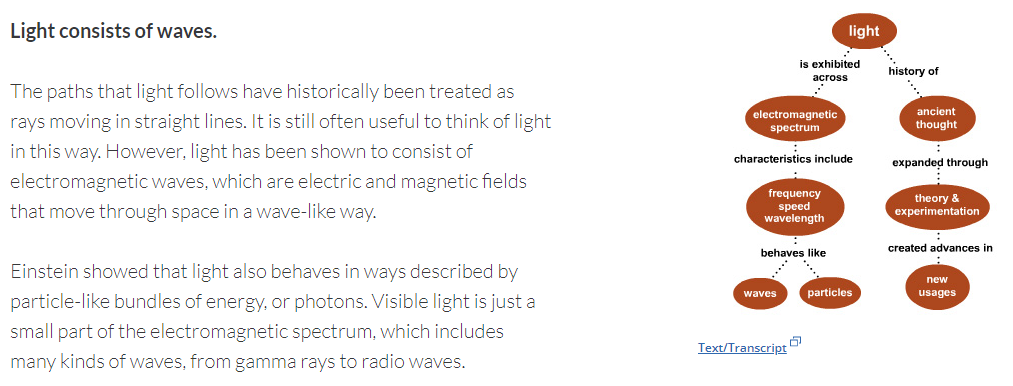 Light consists of waves.
The paths that light follows have historically been treated as
rays moving in straight lines. It is still often useful to think of light
in this way. However, light has been shown to consist of
electromagnetic waves, which are electric and magnetic fields
that move through space in a wave-like way.
Einstein showed that light also behaves in ways described by
particle-like bundles of energy, or photons. Visible light is just a
small part of the electromagnetic spectrum, which includes
many kinds of waves, from gamma rays to radio waves.
light
is exhibited
across
history of
electromagnetic
spectrum
ancient
thought
characteristics include
expanded through
frequency
speed
wavelength
theory &
experimentation
behaves like
created advances in
waves
particles
new
usages
Text/Transcript